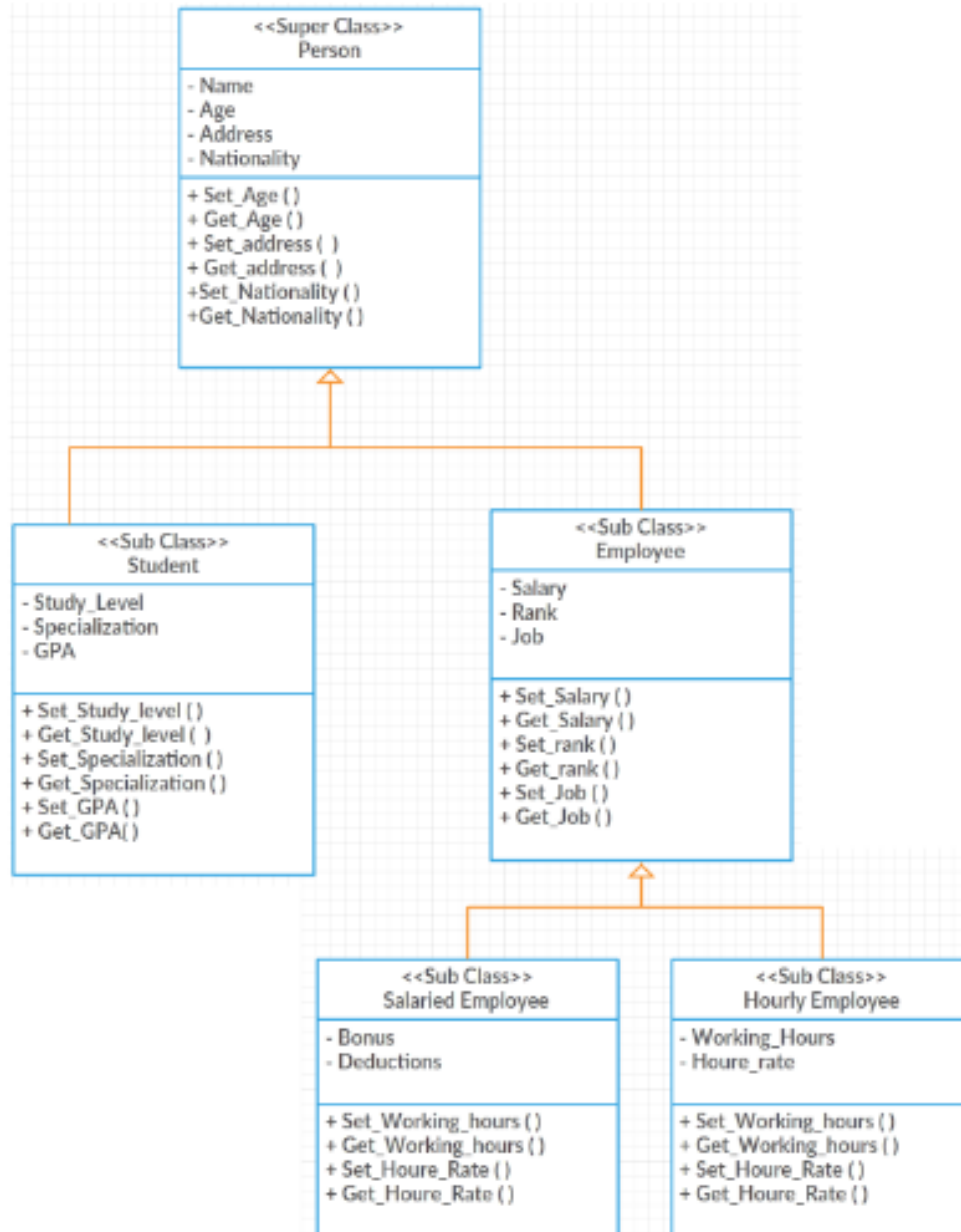 <<Super Class>>
Person
- Name
- Age
- Address
- Nationality
+ Set_Age ( )
+ Get_Age ( )
+ Set_address (  )
+ Get_address (  )
+Set_Nationality ( )
+Get_Nationality ( )
<<Sub Class>>
Student
- Study_Level
- Specialization
- GPA
+ Set_Study_level ( )
+ Get_Study_level (  )
+ Set_Specialization ( )
+ Get_Specialization ( )
+ Set_GPA ( )
+ Get_GPA( )
<<Sub Class>>
Employee
- Salary
- Rank
- Job
+ Set_Salary ( )
+ Get_Salary ( )
+ Set_rank ( )
+ Get_rank ( )
+ Set_Job ( )
+ Get_Job ( )
<<Sub Class>>
Salaried Employee
- Bonus
- Deductions
+ Set_Working_hours ( )
+ Get_Working_hours ( )
+ Set_Houre_Rate ( )
+ Get_Houre_Rate ( )
<<Sub Class>>
Hourly Employee
- Working_Hours
- Houre_rate
+ Set_Working_hours ( )
+ Get_Working_hours ( )
+ Set_Houre_Rate ( )
+ Get_Houre_Rate ( )